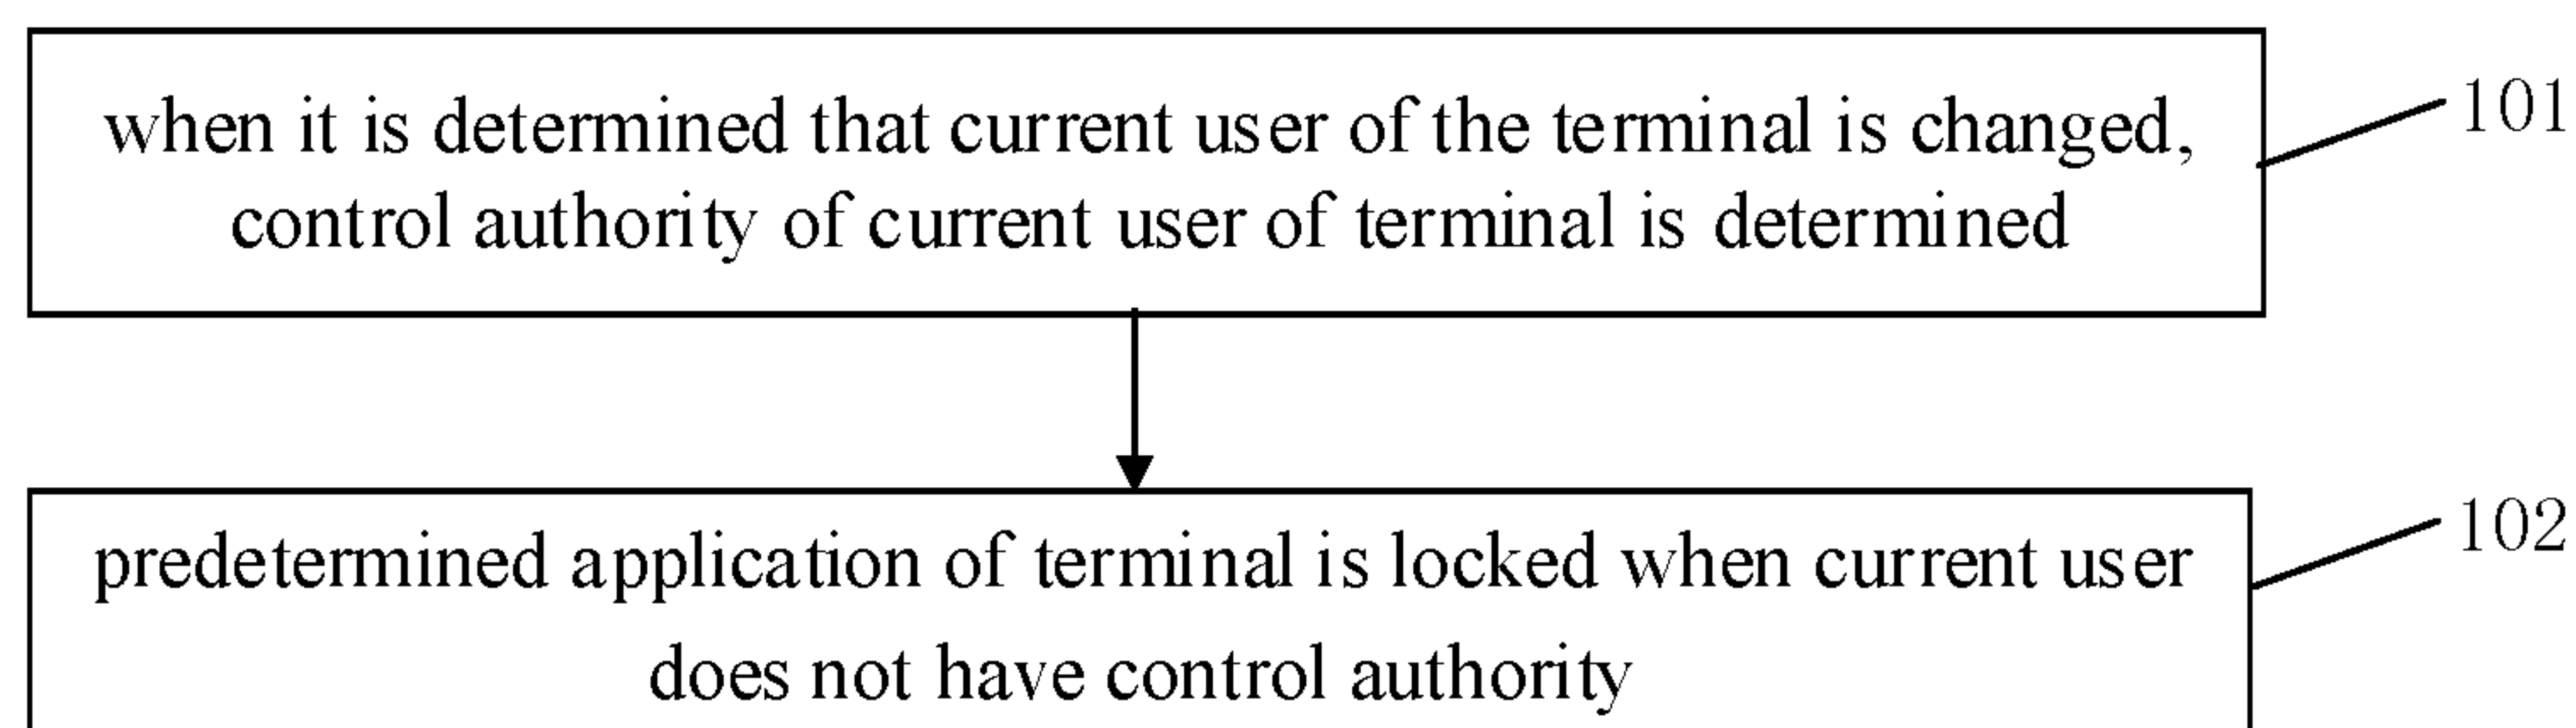 when it is determined that current user of the terminal is changed,
101
control authority of current user of terminal is determined
102
predetermined application of terminal is locked when current user
does not have control authority